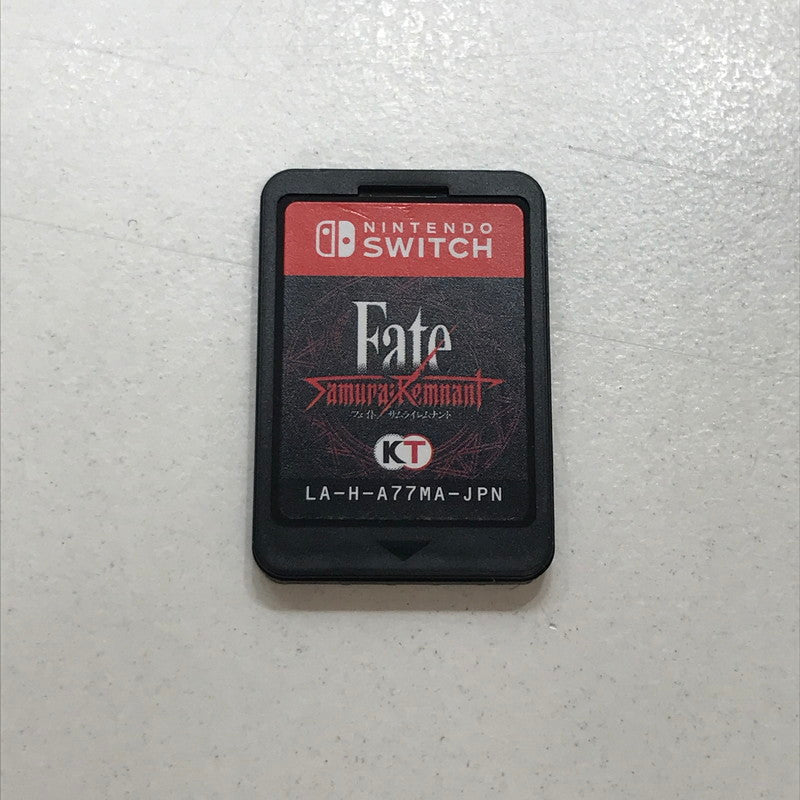 NINTENDO
SWITCH
Fate
Samurai Remnant
フェイト/サムライレムナント
KT
LA-H-A77MA-JPN